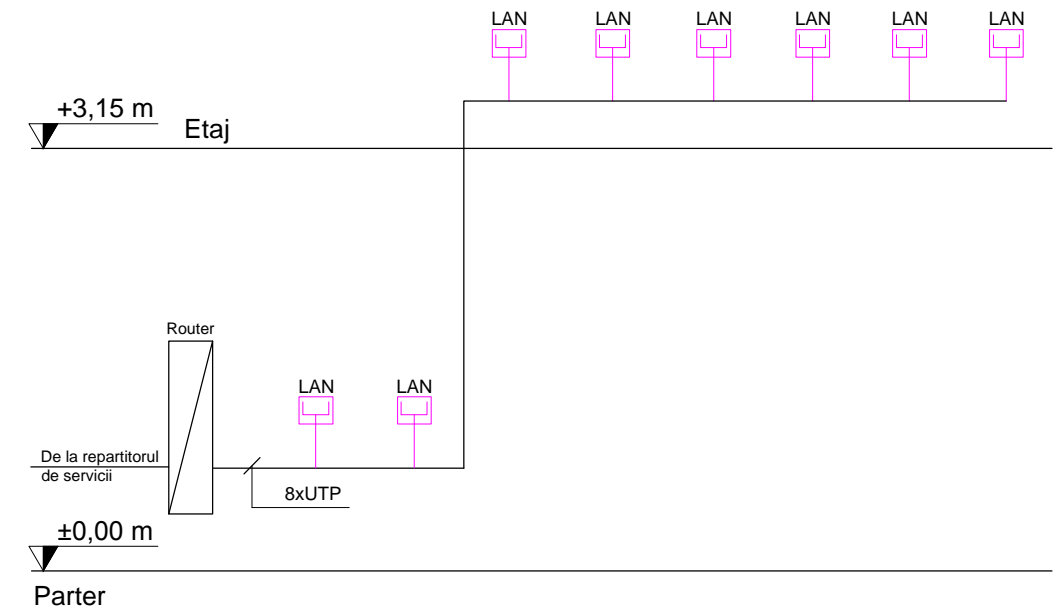 LAN LAN LAN LAN LAN LAN
+3,15 m
Etaj
Router
LAN LAN
De la repartitorul
de servicii
8xUTP
±0,00 m
Parter